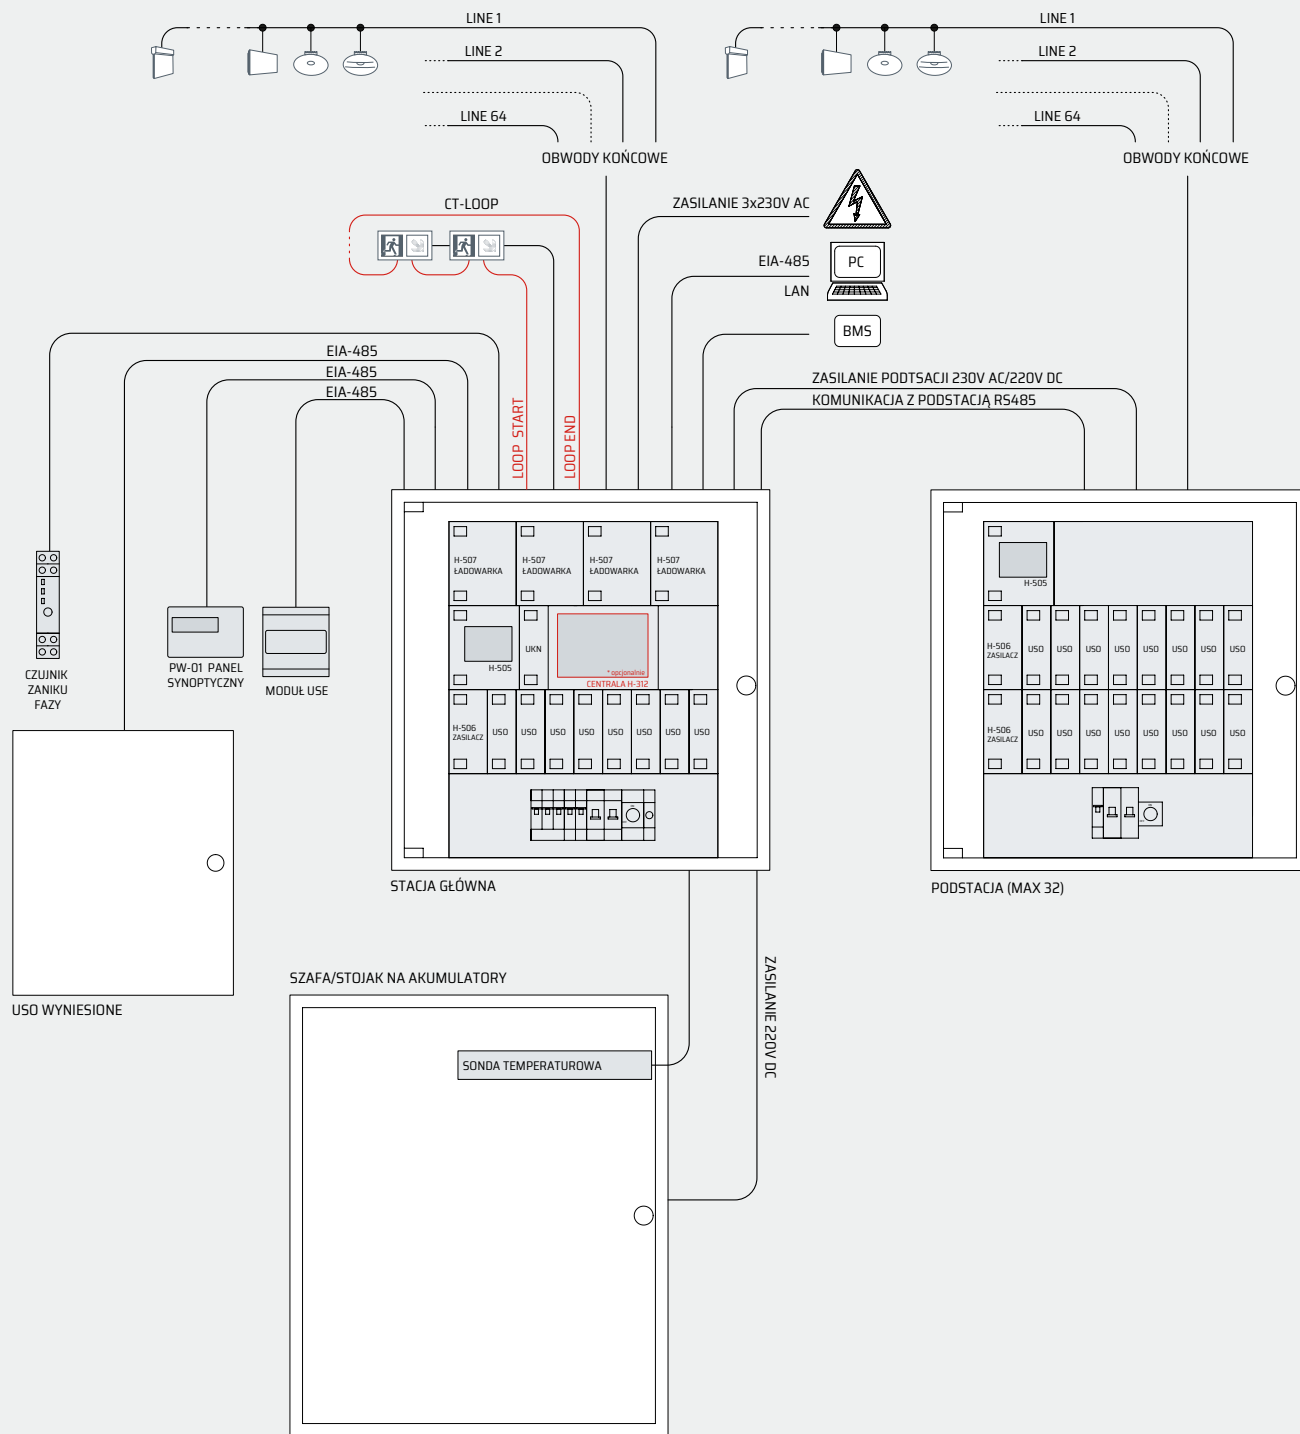 LINE 1
LINE 2
LINE 64
OBWODY KOŃCOWE
LINE 1
LINE 2
LINE 64
OBWODY KOŃCOWE
CT-LOOP
ZASILANIE 3x230V AC
EIA-485
LAN
PC
BMS
EIA-485
EIA-485
EIA-485
LOOP START
LOOP END
ZASILANIE PODTSACJI 230V AC/220V DC
KOMUNIKACJA Z PODSTACJĄ RS485
CZUJNIK
ZANIKU
FAZY
PW-01 PANEL
SYNOPTYCZNY
MODUŁ USE
H-507
ŁADOWARKA
H-507
ŁADOWARKA
H-507
ŁADOWARKA
H-507
ŁADOWARKA
H-505
UKN
* opcjonalnie
CENTRALA H-312
H-506
ZASILACZ
USO
USO
USO
USO
USO
USO
USO
USO
STACJA GŁÓWNA
H-505
H-506
ZASILACZ
USO
USO
USO
USO
USO
USO
USO
USO
H-506
ZASILACZ
USO
USO
USO
USO
USO
USO
USO
USO
PODSTACJA (MAX 32)
USO WYNIESIONE
SZAFA/STOJAK NA AKUMULATORY
SONDA TEMPERATUROWA
ZASILANIE 220V DC